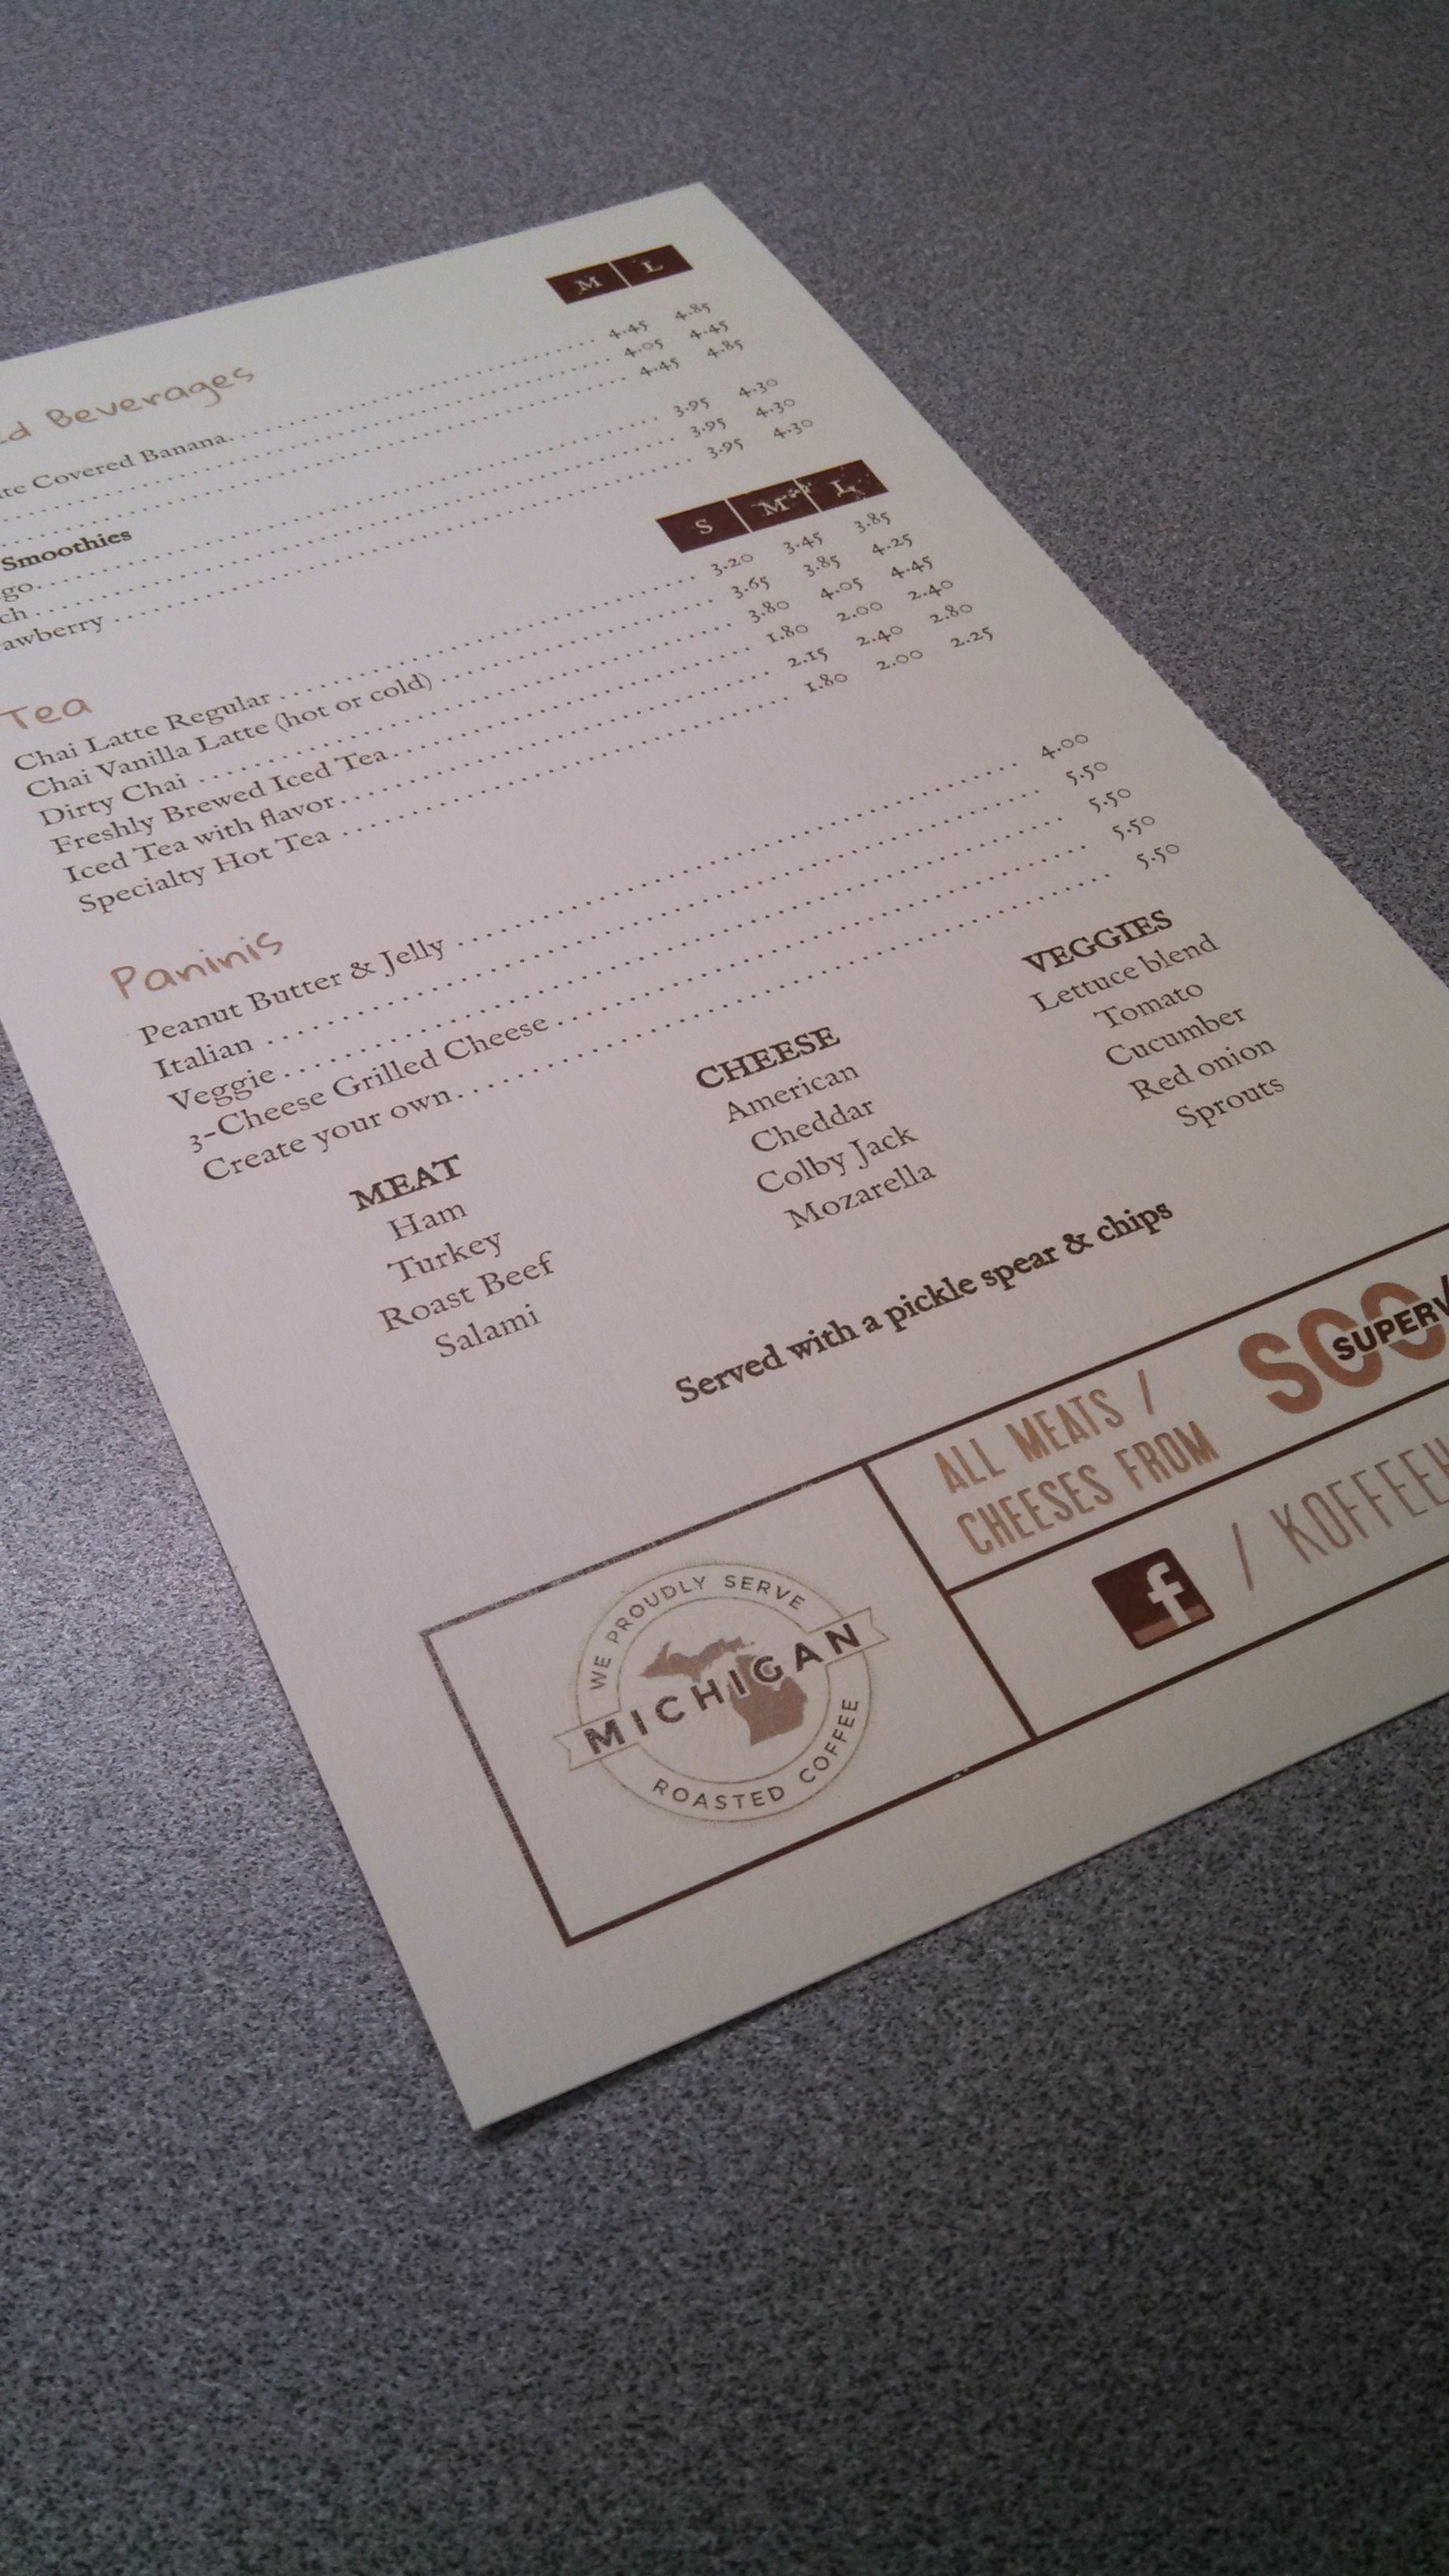 M L
Beverages
Covered Banana 4.45 4.85
4.05 4.45
4.45 4.85
Smoothies
3.95 4.30
3.95 4.30
3.95 4.30
S M L
Tea
Chai Latte Regular 3.20 3.45 3.85
Chai Vanilla Latte (hot or cold) 3.65 3.85 4.25
Dirty Chai 3.80 4.05 4.45
Freshly Brewed Iced Tea 1.80 2.00 2.40
Iced Tea with flavor 2.15 2.40 2.80
Specialty Hot Tea 1.80 2.00 2.25
Paninis
Peanut Butter & Jelly 4.00
Italian 5.50
Veggie 5.50
3-Cheese Grilled Cheese 5.50
Create your own 5.50
MEAT
Ham
Turkey
Roast Beef
Salami
CHEESE
American
Cheddar
Colby Jack
Mozarella
VEGGIES
Lettuce blend
Tomato
Cucumber
Red onion
Sprouts
Served with a pickle spear & chips
ALL MEATS /
CHEESES FROM
SOO
SUPERV
f / KOFFEEH
WE PROUDLY SERVE
MICHIGAN
ROASTED COFFEE